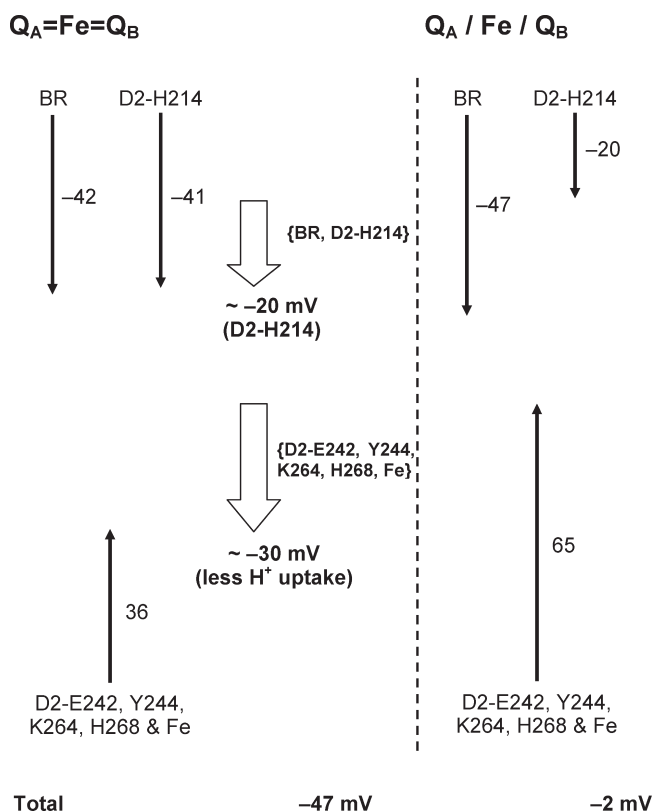 QA=Fe=QB
QA / Fe / QB
BR
D2-H214
BR
D2-H214
–42
–41
–47
–20
{BR, D2-H214}
~ –20 mV
(D2-H214)
{D2-E242, Y244,
K264, H268, Fe}
~ –30 mV
(less H+ uptake)
36
65
D2-E242, Y244,
K264, H268 & Fe
D2-E242, Y244,
K264, H268 & Fe
Total –47 mV –2 mV